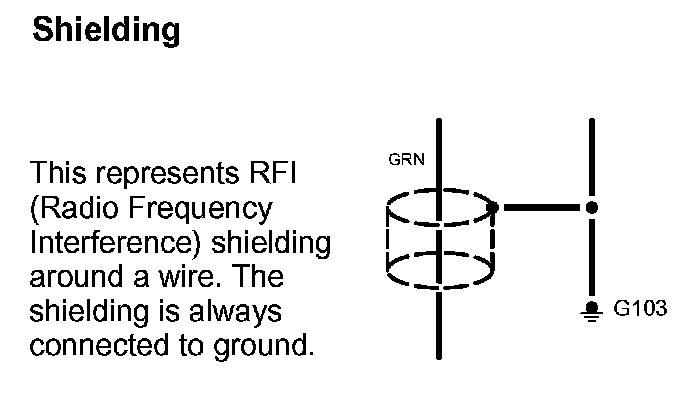 Shielding
This represents RFI
(Radio Frequency
Interference) shielding
around a wire. The
shielding is always
connected to ground.
GRN
G103